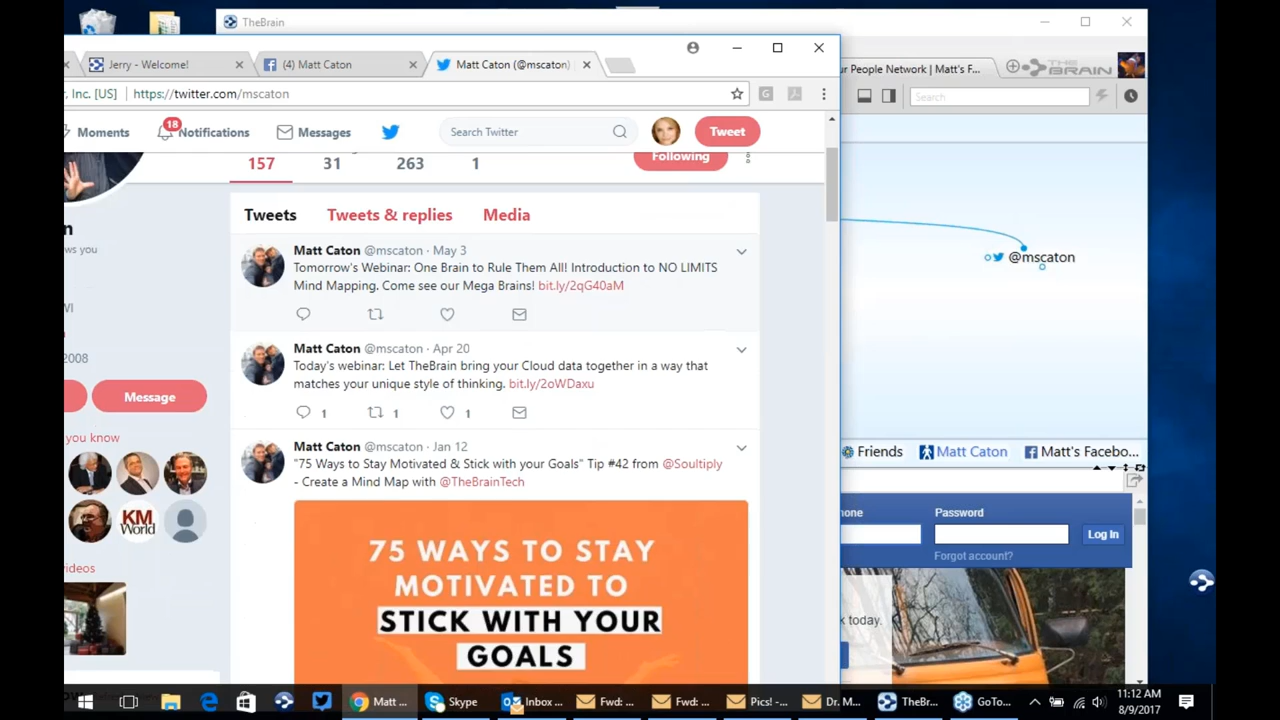 TheBrain
Jerry - Welcome!
(4) Matt Caton
Matt Caton (@mscaton)
ur People Network | Matt's F...
THE BRAIN
, Inc. [US]
https://twitter.com/mscaton
Search
Moments
18
Notifications
Messages
Search Twitter
Tweet
157
31
263
1
Following
Tweets
Tweets & replies
Media
n
ws you
WI
2008
Message
you know
KM
World
videos
Matt Caton @mscaton · May 3
Tomorrow's Webinar: One Brain to Rule Them All! Introduction to NO LIMITS
Mind Mapping. Come see our Mega Brains! bit.ly/2qG40aM
Matt Caton @mscaton · Apr 20
Today's webinar: Let TheBrain bring your Cloud data together in a way that
matches your unique style of thinking. bit.ly/2oWDaxu
1
1
1
Matt Caton @mscaton · Jan 12
"75 Ways to Stay Motivated & Stick with your Goals" Tip #42 from @Soultiply
- Create a Mind Map with @TheBrainTech
75 WAYS TO STAY
MOTIVATED TO
STICK WITH YOUR
GOALS
@mscaton
Friends
Matt Caton
Matt's Facebo...
hone
Password
Log In
Forgot account?
k today.
Matt ...
Skype
Inbox ...
Fwd: ...
Fwd: ...
Pics! -...
Dr. M...
TheBr...
GoTo...
11:12 AM
8/9/2017